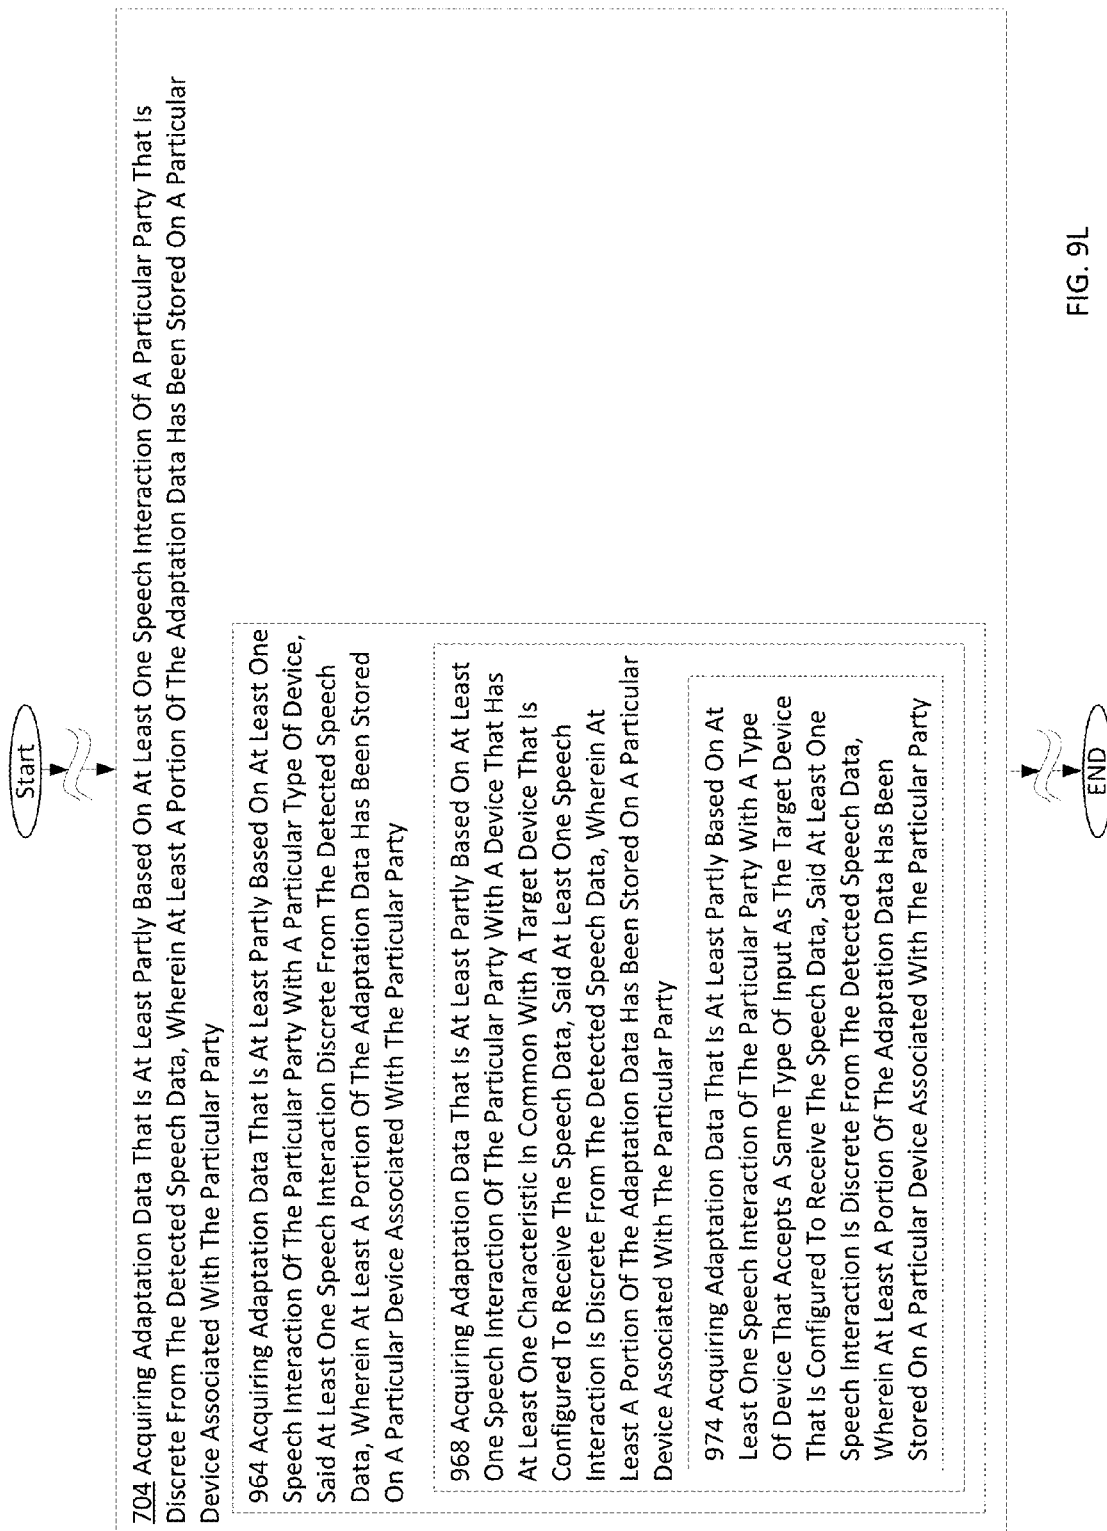 Start
704 Acquiring Adaptation Data That Is At Least Partly Based On At Least One Speech Interaction Of A Particular Party That Is
Discrete From The Detected Speech Data, Wherein At Least A Portion Of The Adaptation Data Has Been Stored On A Particular
Device Associated With The Particular Party
964 Acquiring Adaptation Data That Is At Least Partly Based On At Least One
Speech Interaction Of The Particular Party With A Particular Type Of Device,
Said At Least One Speech Interaction Discrete From The Detected Speech
Data, Wherein At Least A Portion Of The Adaptation Data Has Been Stored
On A Particular Device Associated With The Particular Party
968 Acquiring Adaptation Data That Is At Least Partly Based On At Least
One Speech Interaction Of The Particular Party With A Device That Has
At Least One Characteristic In Common With A Target Device That Is
Configured To Receive The Speech Data, Said At Least One Speech
Interaction Is Discrete From The Detected Speech Data, Wherein At
Least A Portion Of The Adaptation Data Has Been Stored On A Particular
Device Associated With The Particular Party
974 Acquiring Adaptation Data That Is At Least Partly Based On At
Least One Speech Interaction Of The Particular Party With A Type
Of Device That Accepts A Same Type Of Input As The Target Device
That Is Configured To Receive The Speech Data, Said At Least One
Speech Interaction Is Discrete From The Detected Speech Data,
Wherein At Least A Portion Of The Adaptation Data Has Been
Stored On A Particular Device Associated With The Particular Party
END
FIG. 9L